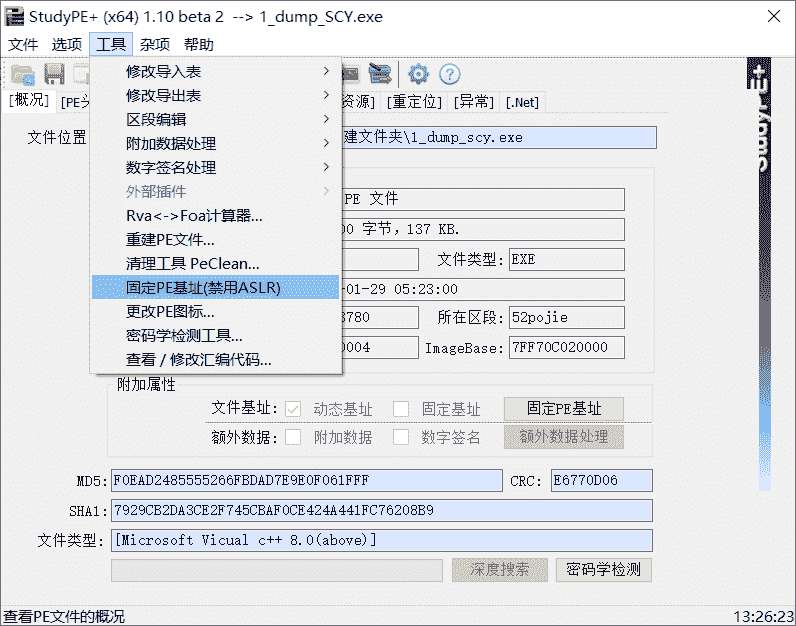 StudyPE+ (x64) 1.10 beta 2 --> 1_dump_SCY.exe
文件 选项 工具 杂项 帮助
[概况] [PE头 资源] [重定位] [异常] [.Net]
修改导入表
修改导出表
区段编辑
附加数据处理
数字签名处理
外部插件
Rva<->Foa计算器...
重建PE文件...
清理工具 PeClean...
固定PE基址(禁用ASLR)
更改PE图标...
密码学检测工具...
查看 / 修改汇编代码...
文件位置 建文件夹\1_dump_scy.exe
PE 文件
00 字节，137 KB.
文件类型: EXE
-01-29 05:23:00
3780 所在区段: 52pojie
0004 ImageBase: 7FF70C020000
附加属性
文件基址: 动态基址 固定基址 固定PE基址
额外数据: 附加数据 数字签名 额外数据处理
MD5: F0EAD2485555266FBDAD7E9E0F061FFF CRC: E6770D06
SHA1: 7929CB2DA3CE2F745CBAF0CE424A441FC76208B9
文件类型: [Microsoft Vicual c++ 8.0(above)]
深度搜索 密码学检测
StudyPE+
查看PE文件的概况 13:26:23